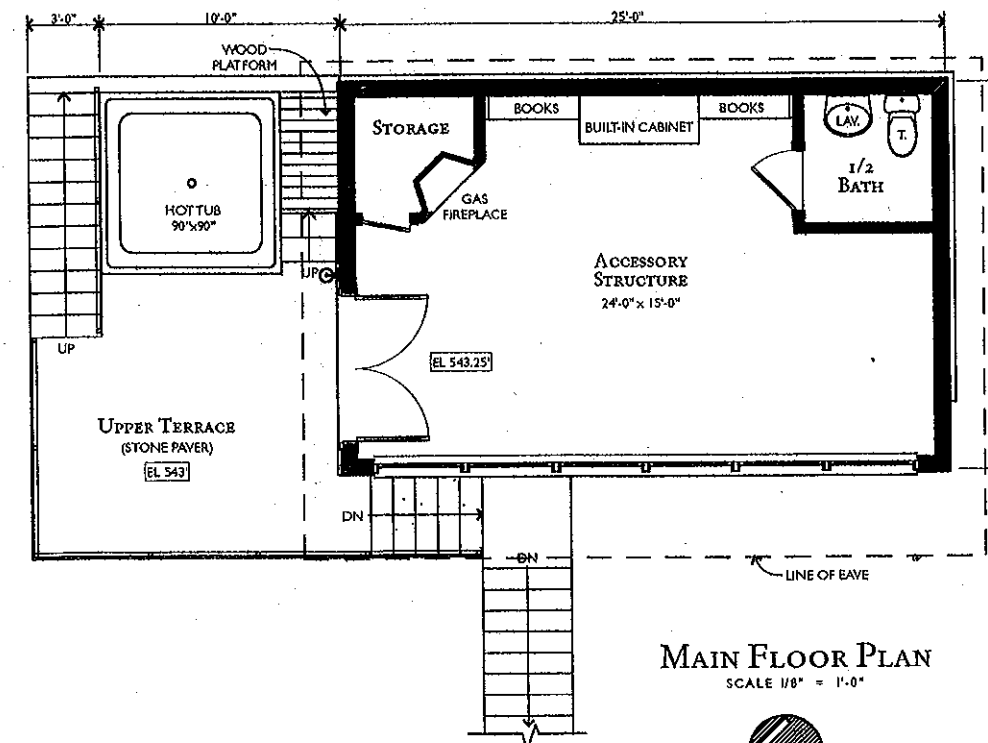 3'-0"
10'-0"
25'-0"
WOOD
PLATFORM
STORAGE
BOOKS
BUILT-IN CABINET
BOOKS
LAV.
T.
1/2
BATH
HOT TUB
90"x90"
GAS
FIREPLACE
UP
ACCESSORY
STRUCTURE
24'-0" x 15'-0"
UP
EL 543.25'
UPPER TERRACE
(STONE PAVER)
EL 543'
DN
DN
LINE OF EAVE
MAIN FLOOR PLAN
SCALE 1/8" = 1'-0"